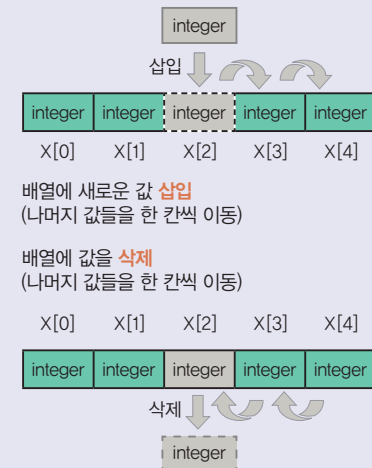 integer
삽입
integer integer integer integer integer
X[0] X[1] X[2] X[3] X[4]
배열에 새로운 값 삽입
(나머지 값들을 한 칸씩 이동)
배열에 값을 삭제
(나머지 값들을 한 칸씩 이동)
X[0] X[1] X[2] X[3] X[4]
integer integer integer integer integer
삭제
integer